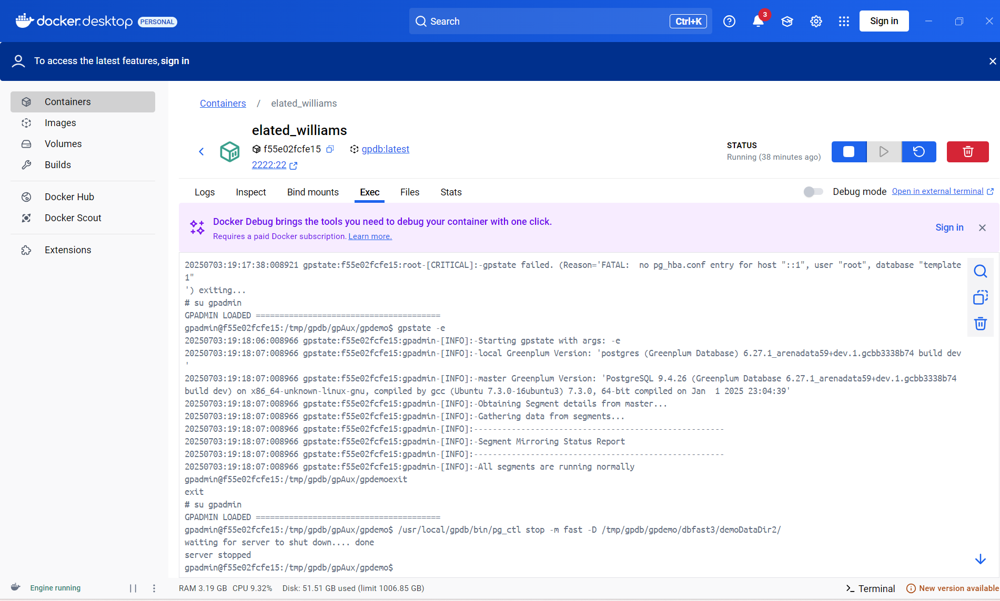 docker.desktop PERSONAL
Search Ctrl+K
3
Sign in
To access the latest features, sign in
Containers
Images
Volumes
Builds
Docker Hub
Docker Scout
Extensions
Containers / elated_williams
elated_williams
f55e02fcfe15 gpdb:latest
2222:22
STATUS
Running (38 minutes ago)
Logs Inspect Bind mounts Exec Files Stats
Debug mode Open in external terminal
Docker Debug brings the tools you need to debug your container with one click.
Requires a paid Docker subscription. Learn more.
Sign in
20250703:19:17:38:008921 gpstate:f55e02fcfe15:root-[CRITICAL]:-gpstate failed. (Reason='FATAL:  no pg_hba.conf entry for host "::1", user "root", database "template
1"
') exiting...
# su gpadmin
GPADMIN LOADED =======================================
gpadmin@f55e02fcfe15:/tmp/gpdb/gpAux/gpdemo$ gpstate -e
20250703:19:18:06:008966 gpstate:f55e02fcfe15:gpadmin-[INFO]:-Starting gpstate with args: -e
20250703:19:18:07:008966 gpstate:f55e02fcfe15:gpadmin-[INFO]:-local Greenplum Version: 'postgres (Greenplum Database) 6.27.1_arenadata59+dev.1.gcbb3338b74 build dev
'
20250703:19:18:07:008966 gpstate:f55e02fcfe15:gpadmin-[INFO]:-master Greenplum Version: 'PostgreSQL 9.4.26 (Greenplum Database 6.27.1_arenadata59+dev.1.gcbb3338b74
build dev) on x86_64-unknown-linux-gnu, compiled by gcc (Ubuntu 7.3.0-16ubuntu3) 7.3.0, 64-bit compiled on Jan  1 2025 23:04:39'
20250703:19:18:07:008966 gpstate:f55e02fcfe15:gpadmin-[INFO]:-Obtaining Segment details from master...
20250703:19:18:07:008966 gpstate:f55e02fcfe15:gpadmin-[INFO]:-Gathering data from segments...
20250703:19:18:07:008966 gpstate:f55e02fcfe15:gpadmin-[INFO]:-----------------------------------------------------
20250703:19:18:07:008966 gpstate:f55e02fcfe15:gpadmin-[INFO]:-Segment Mirroring Status Report
20250703:19:18:07:008966 gpstate:f55e02fcfe15:gpadmin-[INFO]:-----------------------------------------------------
20250703:19:18:07:008966 gpstate:f55e02fcfe15:gpadmin-[INFO]:-All segments are running normally
gpadmin@f55e02fcfe15:/tmp/gpdb/gpAux/gpdemoexit
exit
# su gpadmin
GPADMIN LOADED =======================================
gpadmin@f55e02fcfe15:/tmp/gpdb/gpAux/gpdemo$ /usr/local/gpdb/bin/pg_ctl stop -m fast -D /tmp/gpdb/gpdemo/dbfast3/demoDataDir2/
waiting for server to shut down.... done
server stopped
gpadmin@f55e02fcfe15:/tmp/gpdb/gpAux/gpdemo$
Engine running
RAM 3.19 GB CPU 9.32% Disk: 51.51 GB used (limit 1006.85 GB)
Terminal New version available